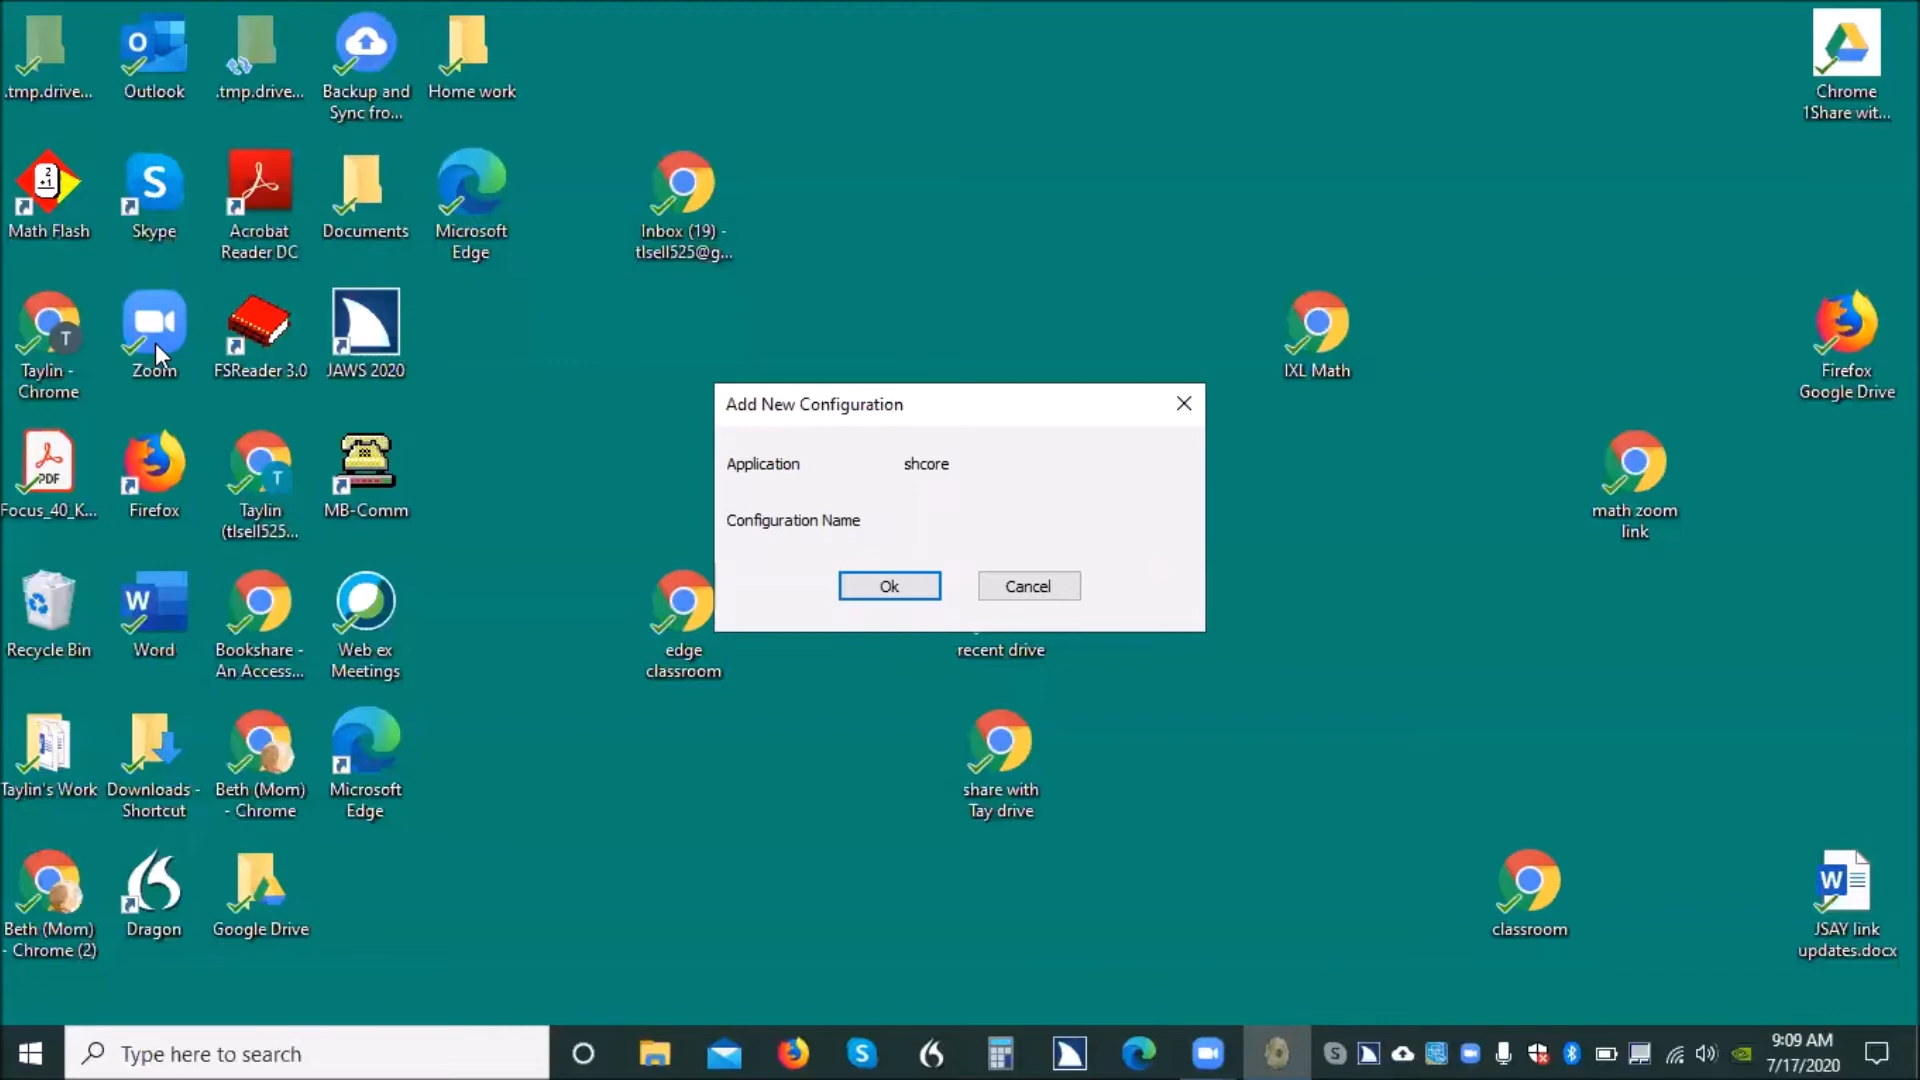 .tmp.drive...
Outlook
.tmp.drive...
Backup and
Sync fro...
Home work
Chrome
1Share wit...
Math Flash
Skype
Acrobat
Reader DC
Documents
Microsoft
Edge
Inbox (19) -
tlsell525@g...
Taylin -
Chrome
Zoom
FSReader 3.0
JAWS 2020
IXL Math
Firefox
Google Drive
Add New Configuration
Application
shcore
Configuration Name
Ok
Cancel
Focus_40_K...
Firefox
Taylin
(tlsell525...
MB-Comm
math zoom
link
Recycle Bin
Word
Bookshare -
An Access...
Web ex
Meetings
edge
classroom
recent drive
Taylin's Work
Downloads -
Shortcut
Beth (Mom)
- Chrome
Microsoft
Edge
share with
Tay drive
Beth (Mom)
- Chrome (2)
Dragon
Google Drive
classroom
JSAY link
updates.docx
Type here to search
9:09 AM
7/17/2020